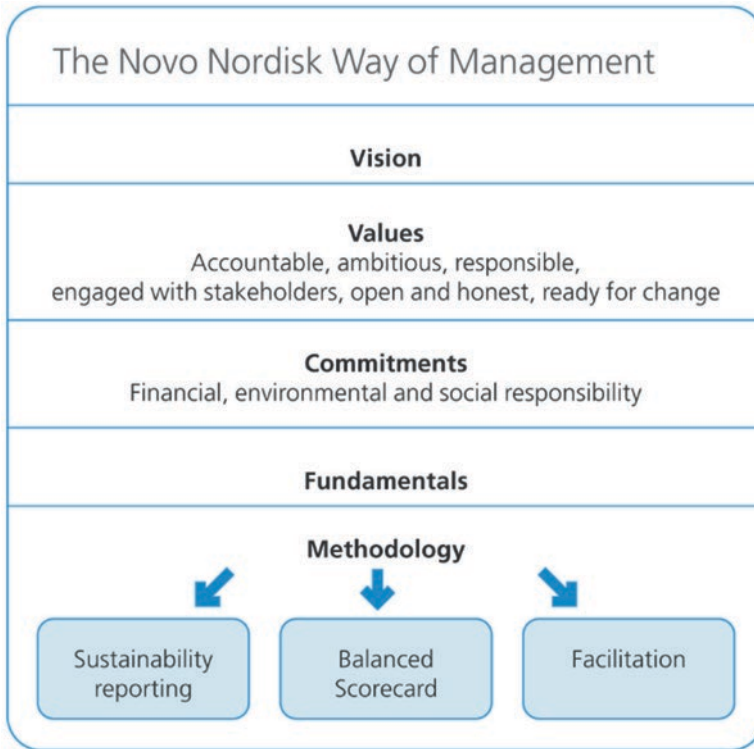 The Novo Nordisk Way of Management
Vision
Values
Accountable, ambitious, responsible,
engaged with stakeholders, open and honest, ready for change
Commitments
Financial, environmental and social responsibility
Fundamentals
Methodology
Sustainability
reporting
Balanced
Scorecard
Facilitation